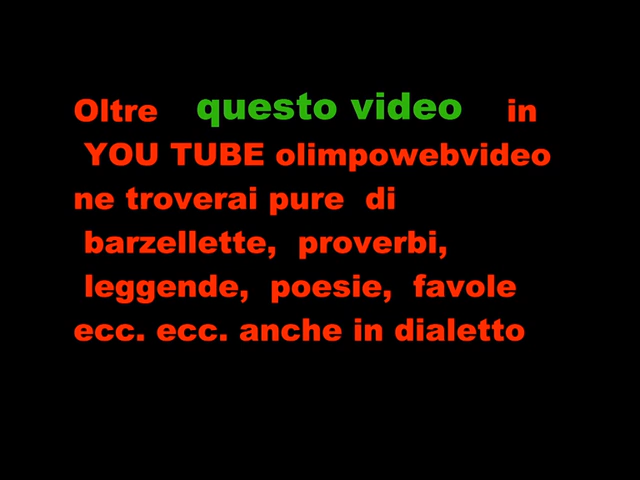 Oltre questo video in
YOU TUBE olimpowebvideo
ne troverai pure di
barzellette, proverbi,
leggende, poesie, favole
ecc. ecc. anche in dialetto